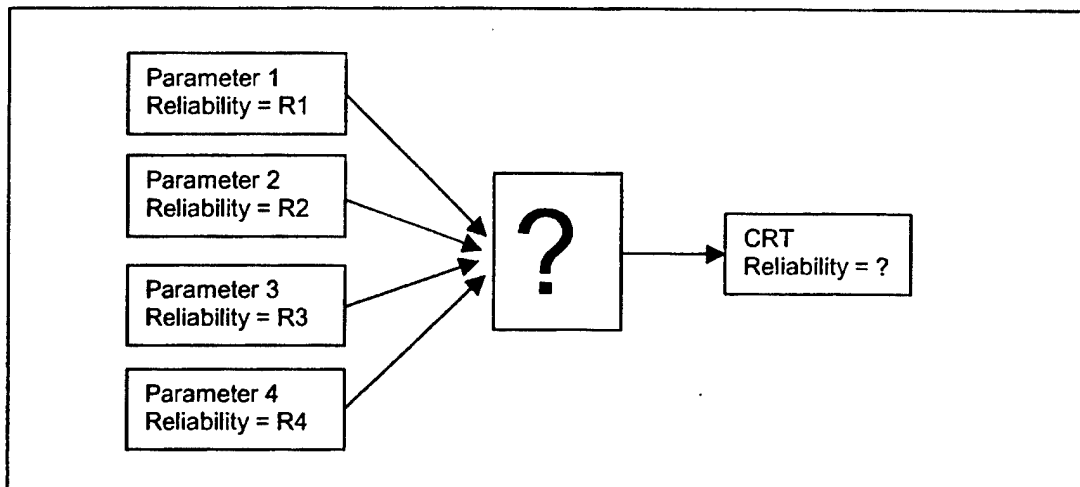 Parameter 1
Reliability = R1
Parameter 2
Reliability = R2
Parameter 3
Reliability = R3
Parameter 4
Reliability = R4
?
CRT
Reliability = ?